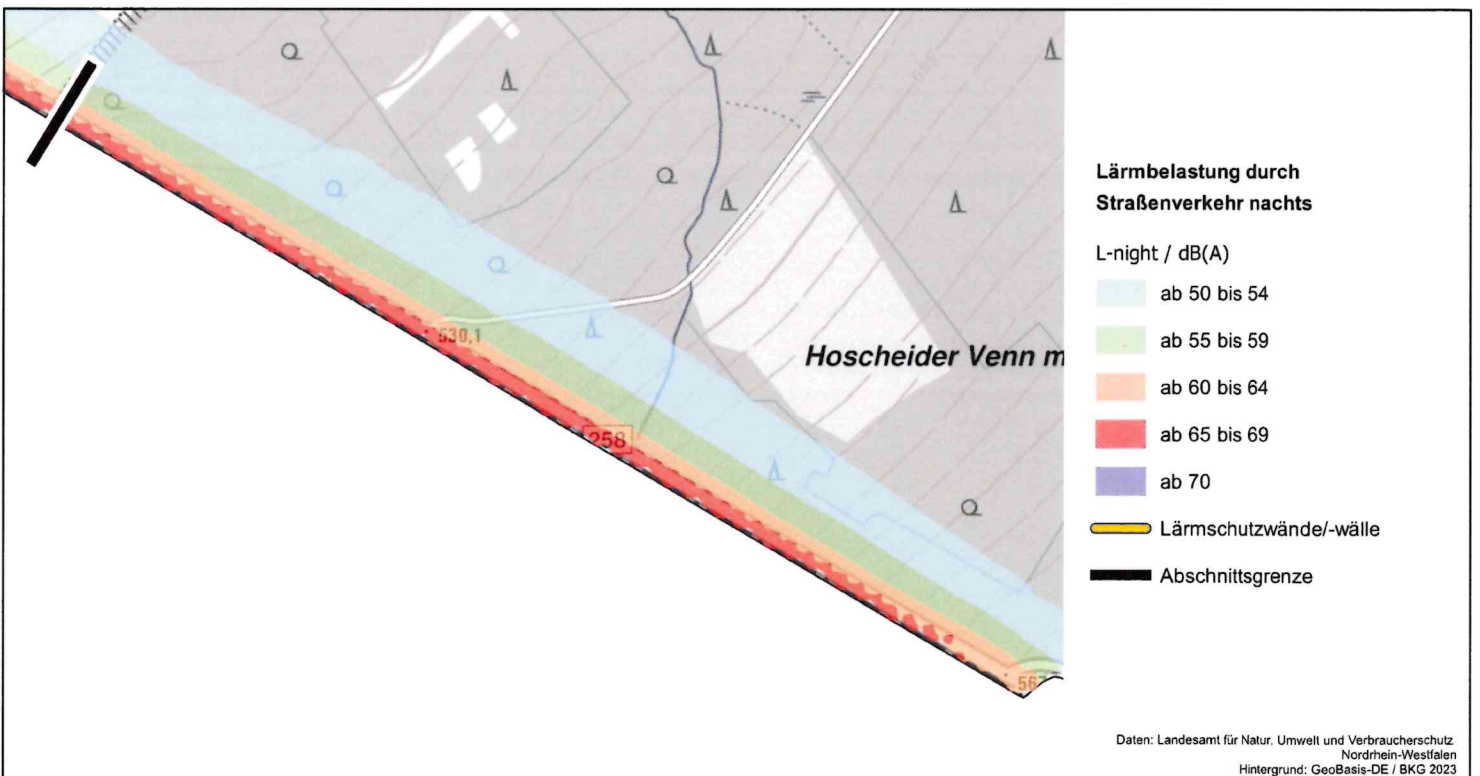 530,1
258
Hoscheider Venn m
Lärmbelastung durch
Straßenverkehr nachts
L-night / dB(A)
ab 50 bis 54
ab 55 bis 59
ab 60 bis 64
ab 65 bis 69
ab 70
Lärmschutzwände/-wälle
Abschnittsgrenze
Daten: Landesamt für Natur, Umwelt und Verbraucherschutz
Nordrhein-Westfalen
Hintergrund: GeoBasis-DE / BKG 2023